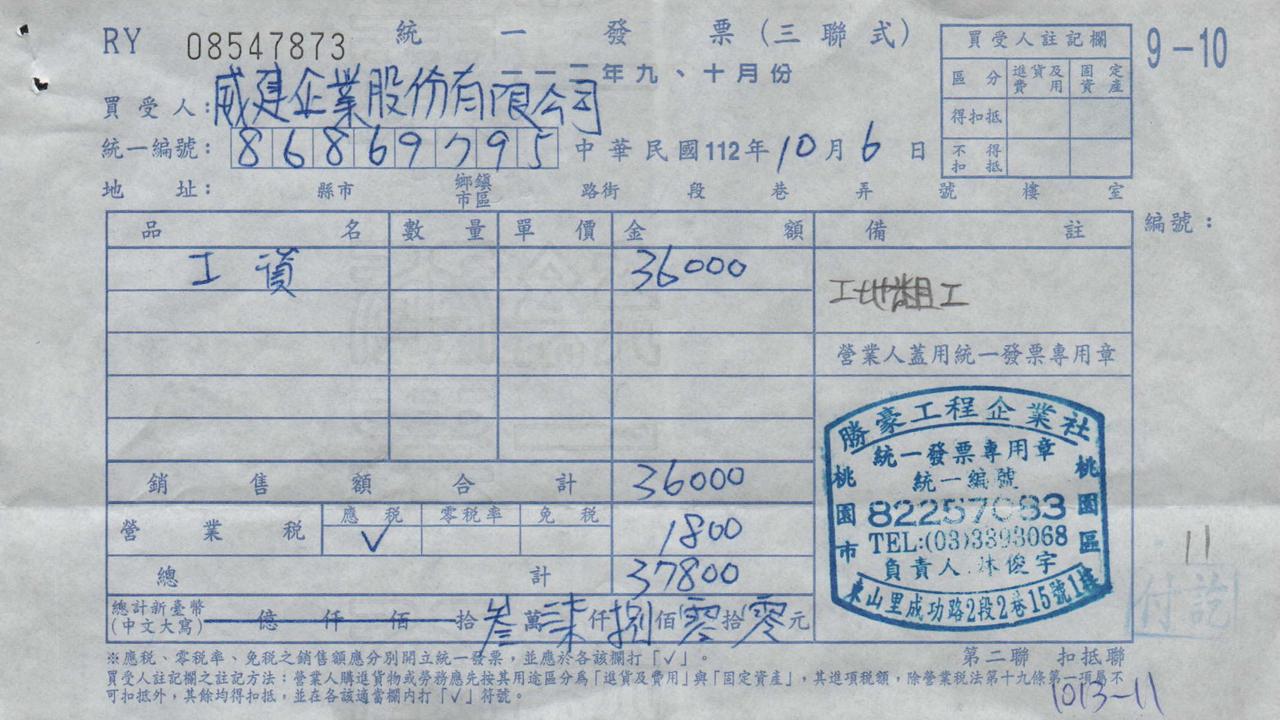 RY 08547873 統一發票(三聯式) 9-10
一一二年九、十月份
買受人:威建企業股份有限公司
統一編號: 86869795 中華民國112年10月6日
地址: 縣市 鄉鎮市區 路街 段 巷 弄 號 樓 室
買受人註記欄
區分 進貨及費用 固定資產
得扣抵
不得扣抵
編號:
品名 數量 單價 金額 備註
工資 36000 工地粗工
營業人蓋用統一發票專用章
銷售額合計 36000
營業稅 應稅 零稅率 免稅 1800
✓
總計 37800
總計新臺幣(中文大寫) 億仟佰拾叁萬柒仟捌佰零拾零元
勝豪工程企業社
統一發票專用章
統一編號
82257083
TEL:(03)3393068
負責人:林俊宇
桃園市 桃園區
東山里成功路2段2巷15號1樓
11
付訖
※應稅、零稅率、免稅之銷售額應分別開立統一發票,並應於各該欄打「✓」。
第二聯 扣抵聯
買受人註記欄之註記方法:營業人購進貨物或勞務應先按其用途區分為「進貨及費用」與「固定資產」,其進項稅額,除營業稅法第十九條第一項屬不
可扣抵外,其餘均得扣抵,並在各該適當欄內打「✓」符號。
1013-11